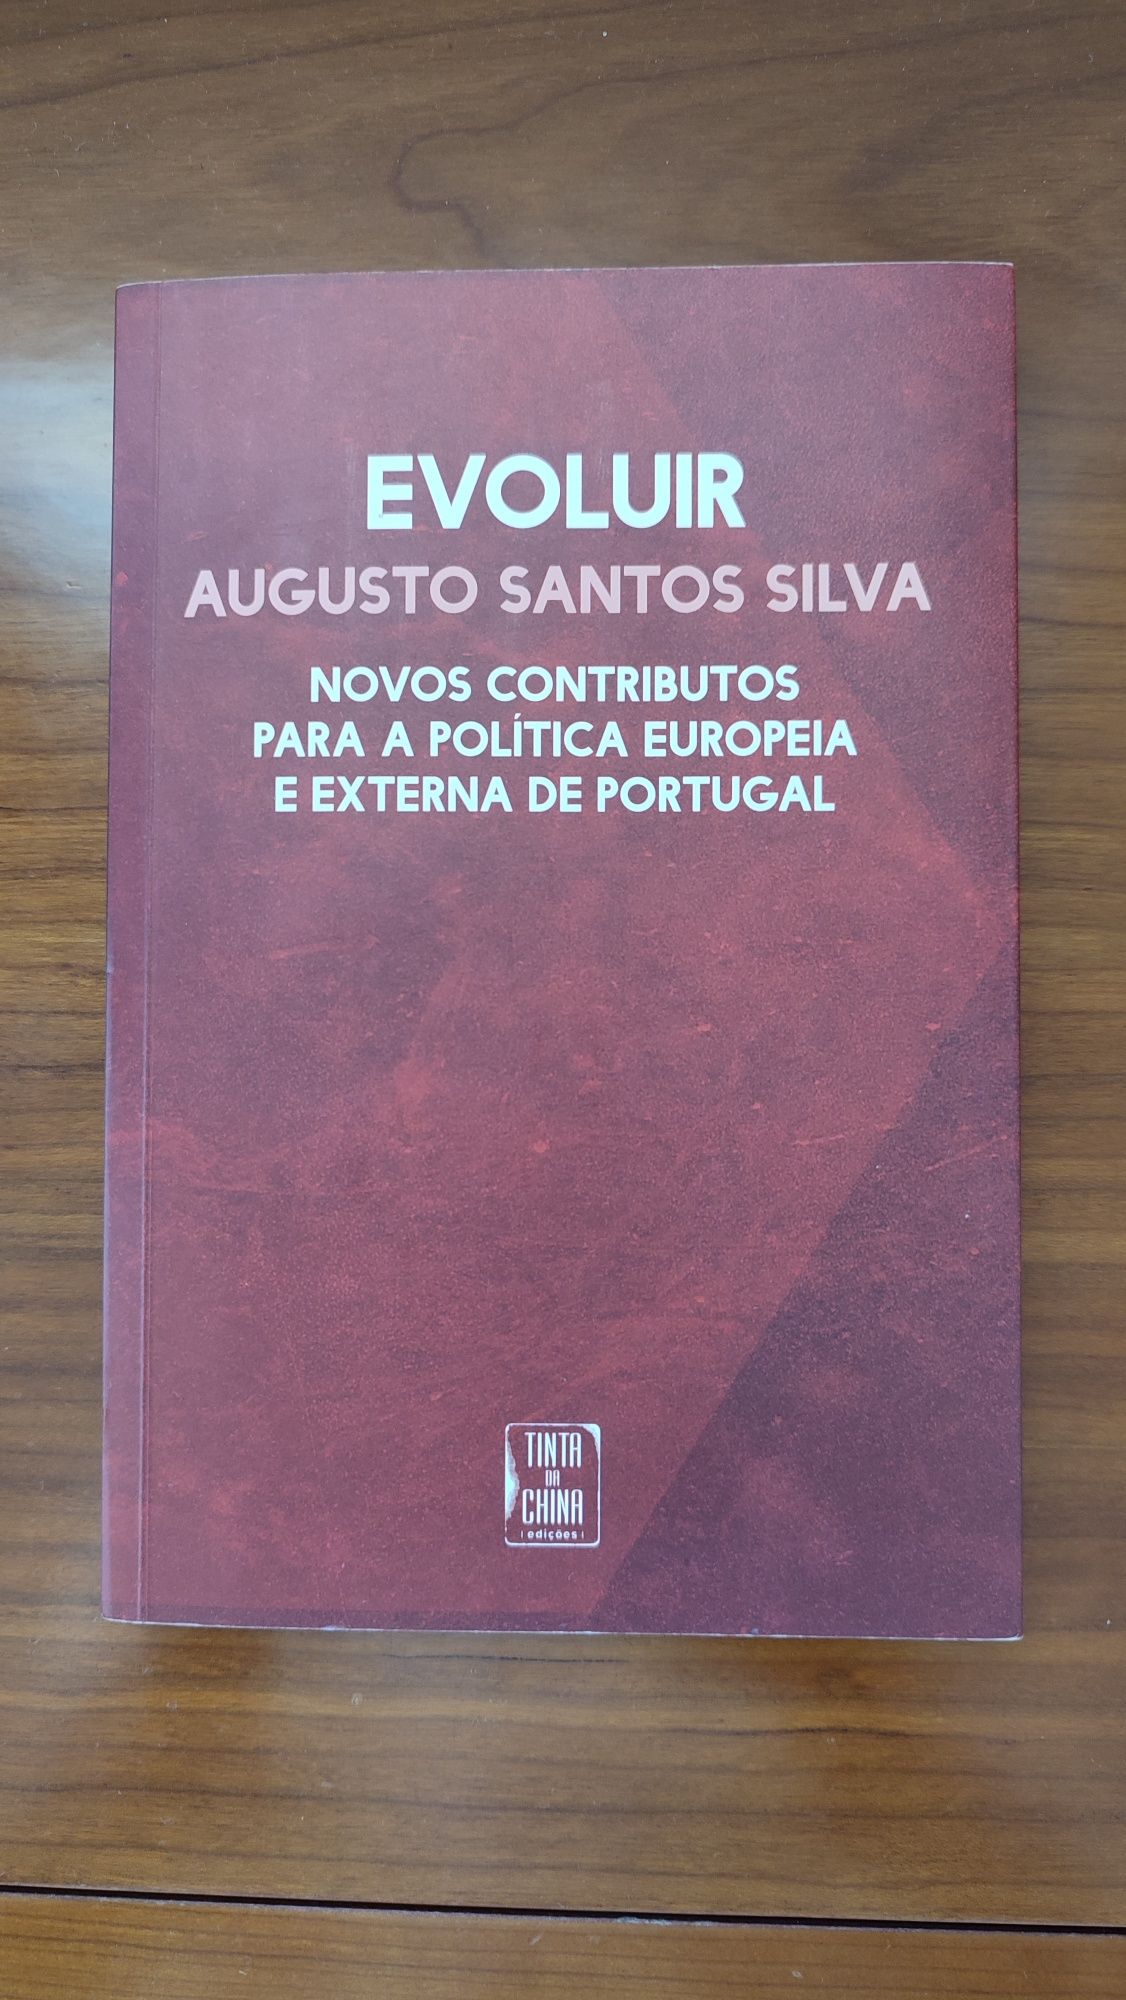 EVOLUIR
AUGUSTO SANTOS SILVA
NOVOS CONTRIBUTOS
PARA A POLÍTICA EUROPEIA
E EXTERNA DE PORTUGAL
TINTA
DA
CHINA
edições